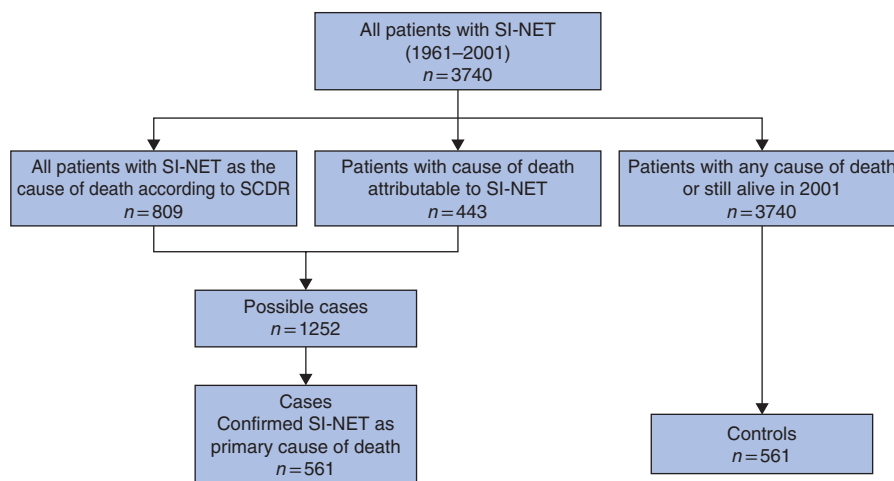 All patients with SI-NET
(1961–2001)
n = 3740
All patients with SI-NET as the
cause of death according to SCDR
n = 809
Patients with cause of death
attributable to SI-NET
n = 443
Patients with any cause of death
or still alive in 2001
n = 3740
Possible cases
n = 1252
Cases
Confirmed SI-NET as
primary cause of death
n = 561
Controls
n = 561